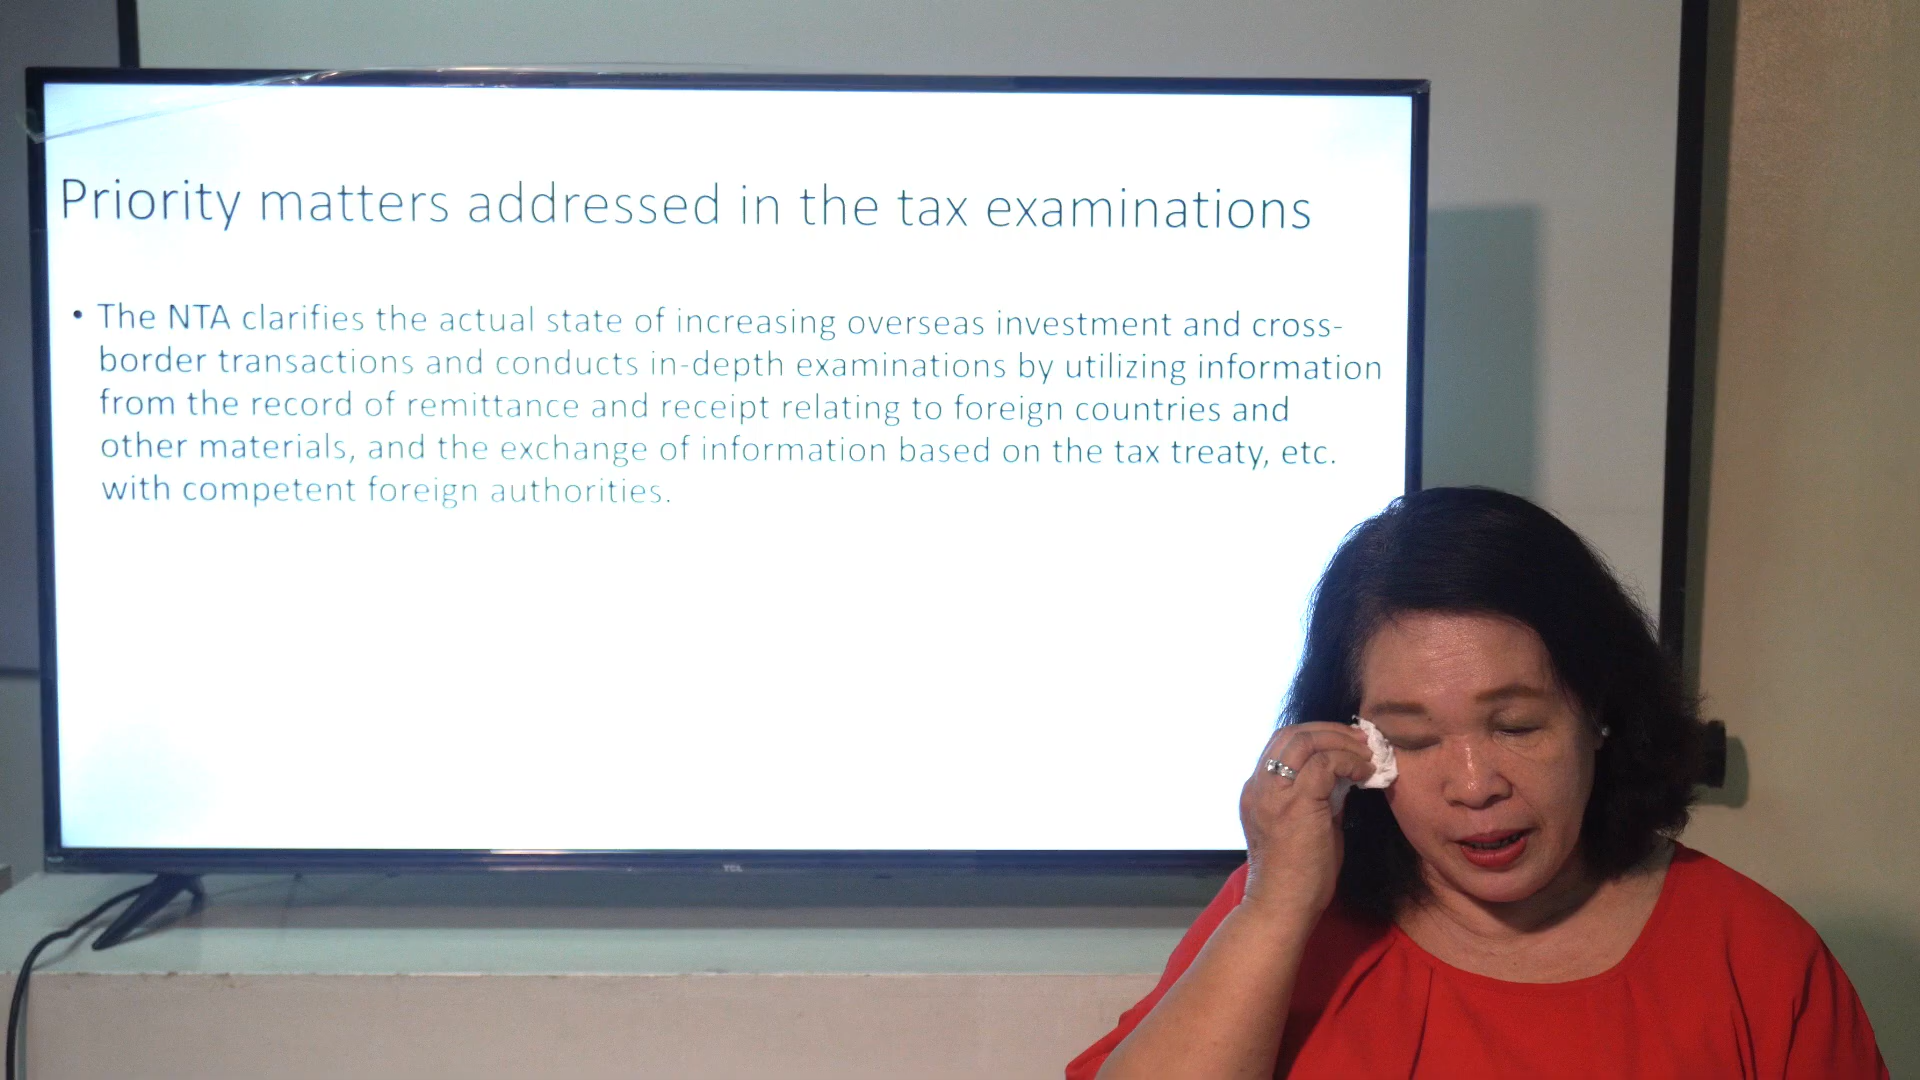 Priority matters addressed in the tax examinations
• The NTA clarifies the actual state of increasing overseas investment and cross-
border transactions and conducts in-depth examinations by utilizing information
from the record of remittance and receipt relating to foreign countries and
other materials, and the exchange of information based on the tax treaty, etc.
with competent foreign authorities.
TCL